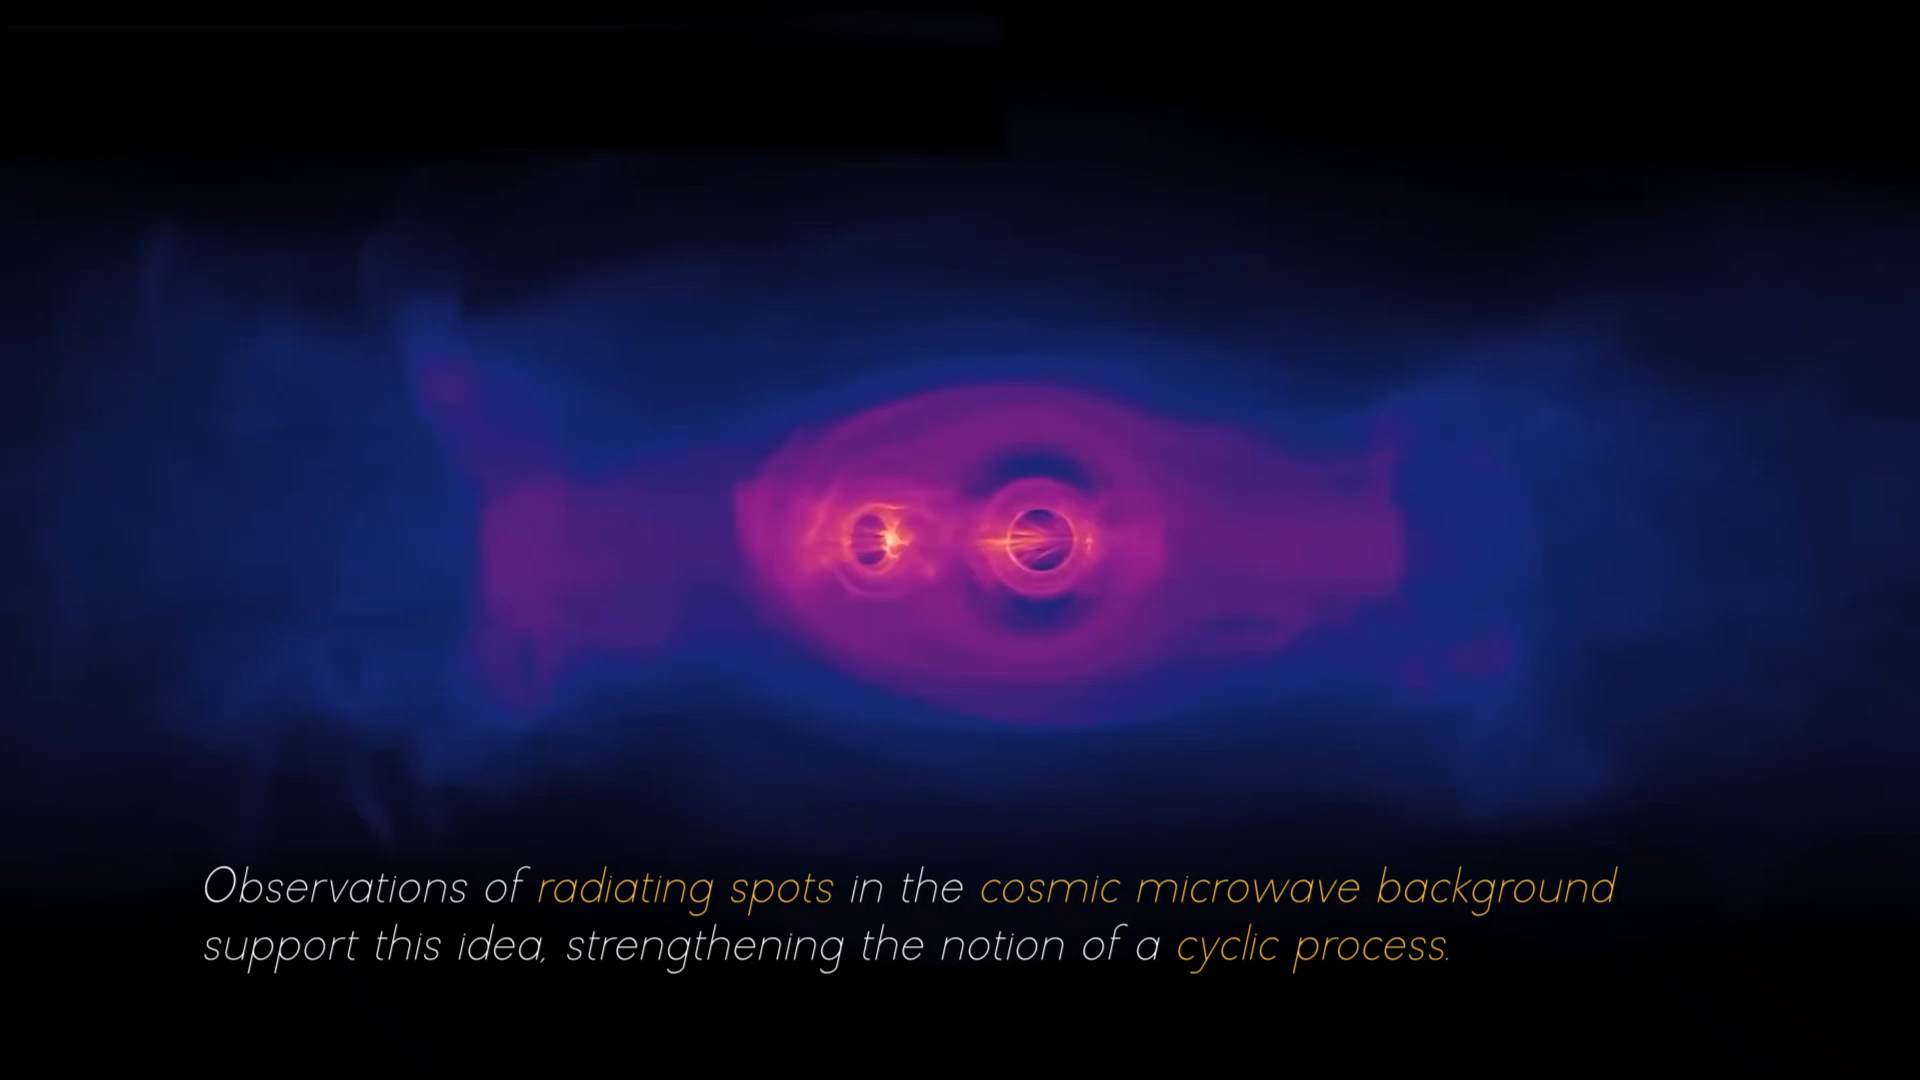 Observations of radiating spots in the cosmic microwave background
support this idea, strengthening the notion of a cyclic process.